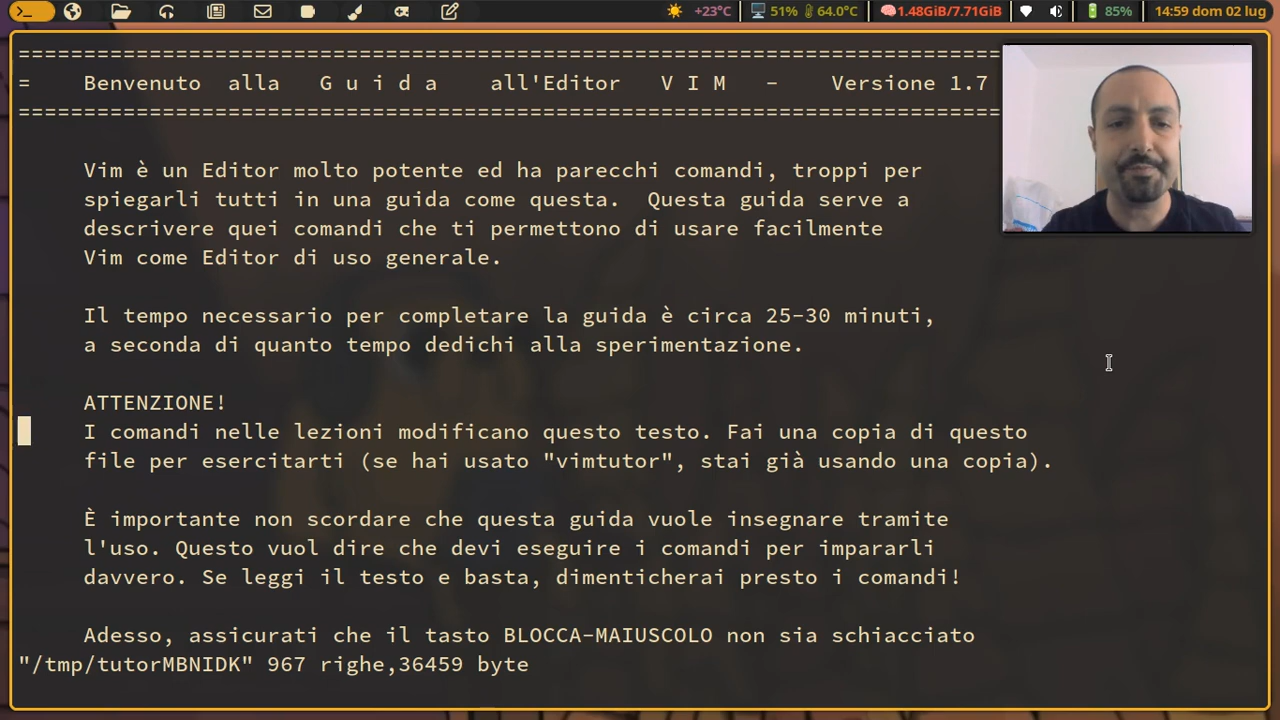 +23°C 51% 64.0°C 1.48GiB/7.71GiB 85% 14:59 dom 02 lug
===========================================================================
=    Benvenuto  alla   G u i d a    all'Editor   V I M  -    Versione 1.7
===========================================================================
Vim è un Editor molto potente ed ha parecchi comandi, troppi per
spiegarli tutti in una guida come questa.  Questa guida serve a
descrivere quei comandi che ti permettono di usare facilmente
Vim come Editor di uso generale.
Il tempo necessario per completare la guida è circa 25-30 minuti,
a seconda di quanto tempo dedichi alla sperimentazione.
ATTENZIONE!
I comandi nelle lezioni modificano questo testo. Fai una copia di questo
file per esercitarti (se hai usato "vimtutor", stai già usando una copia).
È importante non scordare che questa guida vuole insegnare tramite
l'uso. Questo vuol dire che devi eseguire i comandi per impararli
davvero. Se leggi il testo e basta, dimenticherai presto i comandi!
Adesso, assicurati che il tasto BLOCCA-MAIUSCOLO non sia schiacciato
"/tmp/tutorMBNIDK" 967 righe,36459 byte